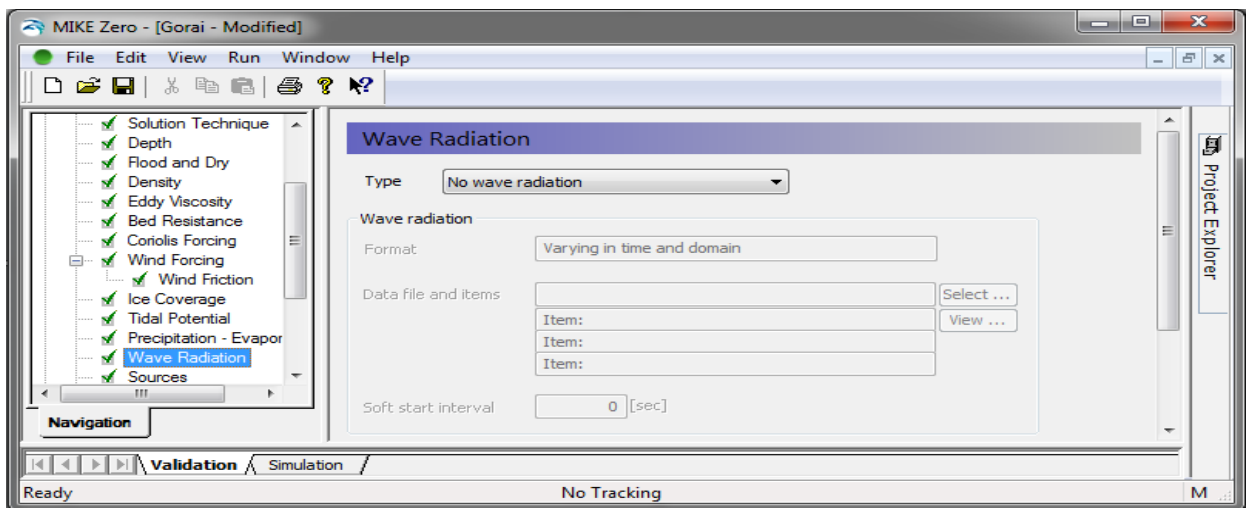 MIKE Zero - [Gorai - Modified]
File Edit View Run Window Help
Solution Technique
Depth
Flood and Dry
Density
Eddy Viscosity
Bed Resistance
Coriolis Forcing
Wind Forcing
Wind Friction
Ice Coverage
Tidal Potential
Precipitation - Evapor
Wave Radiation
Sources
Navigation
Wave Radiation
Type No wave radiation
Wave radiation
Format Varying in time and domain
Data file and items Select ...
Item: View ...
Item:
Item:
Soft start interval 0 [sec]
Project Explorer
Validation Simulation
Ready No Tracking M